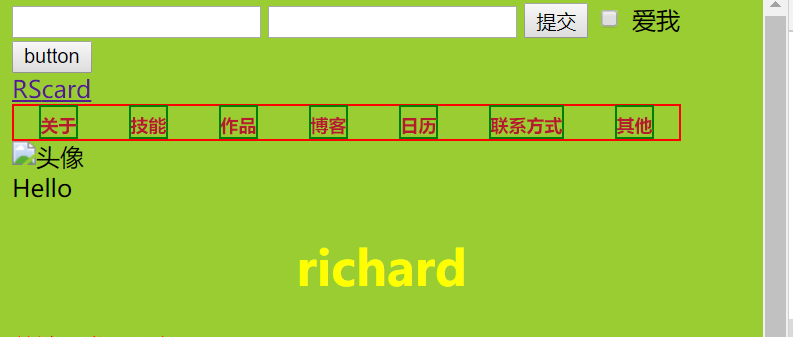 提交 爱我
button
RScard
关于 技能 作品 博客 日历 联系方式 其他
头像
Hello
richard